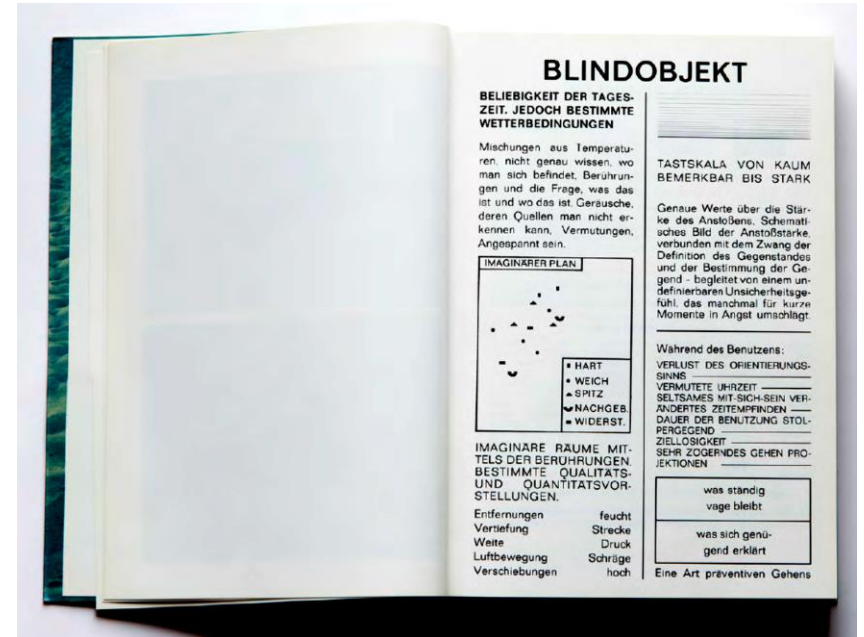 BLINDOBJEKT
BELIEBIGKEIT DER TAGES-
ZEIT. JEDOCH BESTIMMTE
WETTERBEDINGUNGEN
Mischungen aus Temperatu-
ren, nicht genau wissen, wo
man sich befindet, Berührun-
gen und die Frage, was das
ist und wo das ist. Geräusche,
deren Quellen man nicht er-
kennen kann, Vermutungen,
Angespannt sein.
IMAGINÄRER PLAN
HART
WEICH
SPITZ
NACHGEB.
WIDERST.
IMAGINÄRE RÄUME MIT-
TELS DER BERÜHRUNGEN.
BESTIMMTE QUALITÄTS-
UND QUANTITÄTSVOR-
STELLUNGEN.
Entfernungen feucht
Vertiefung Strecke
Weite Druck
Luftbewegung Schräge
Verschiebungen hoch
TASTSKALA VON KAUM
BEMERKBAR BIS STARK
Genaue Werte über die Stär-
ke des Anstoßens. Schemati-
sches Bild der Anstoßstärke,
verbunden mit dem Zwang der
Definition des Gegenstandes
und der Bestimmung der Ge-
gend - begleitet von einem un-
definierbaren Unsicherheitsge-
fühl, das manchmal für kurze
Momente in Angst umschlägt.
Während des Benutzens:
VERLUST DES ORIENTIERUNGS-
SINNS
VERMUTETE UHRZEIT
SELTSAMES MIT-SICH-SEIN VER-
ÄNDERTES ZEITEMPFINDEN
DAUER DER BENUTZUNG STOL-
PERGEGEND
ZIELLOSIGKEIT
SEHR ZÖGERNDES GEHEN PRO-
JEKTIONEN
was ständig
vage bleibt
was sich genü-
gend erklärt
Eine Art präventiven Gehens